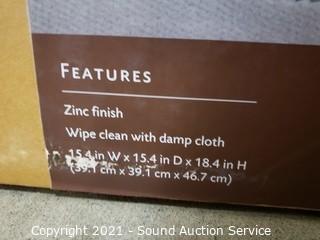 FEATURES
Zinc finish
Wipe clean with damp cloth
15.4 in W x 15.4 in D x 18.4 in H
(39.1 cm x 39.1 cm x 46.7 cm)
Copyright 2021 - Sound Auction Service